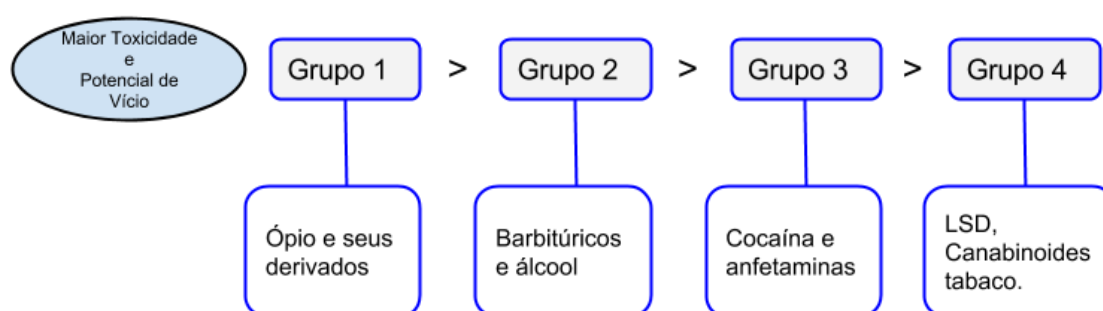 Maior Toxicidade
e
Potencial de
Vício
Grupo 1 > Grupo 2 > Grupo 3 > Grupo 4
Ópio e seus
derivados
Barbitúricos
e álcool
Cocaína e
anfetaminas
LSD,
Canabinoides
tabaco.